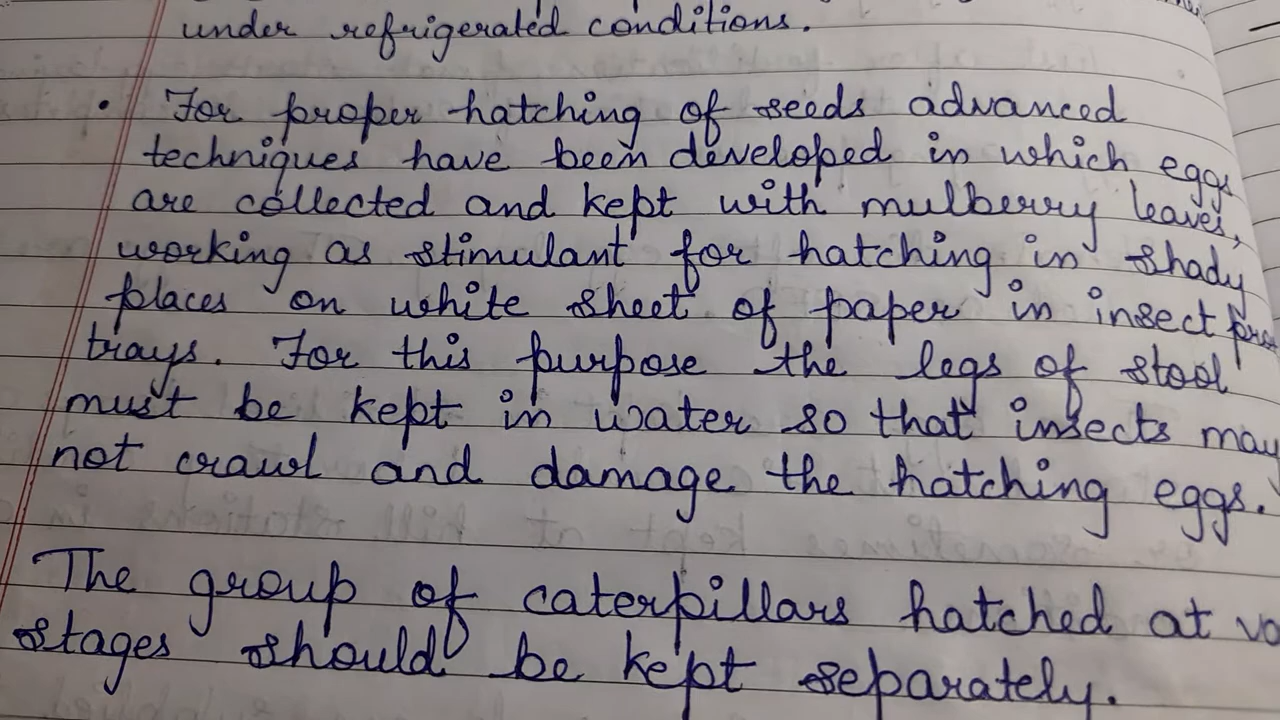 under refrigerated conditions.
• For proper hatching of seeds advanced
techniques have been developed in which eggs
are collected and kept with mulberry leaves,
working as stimulant for hatching in shady
places on white sheet of paper in insect
trays. For this purpose the legs of stool
must be kept in water so that insects may
not crawl and damage the hatching eggs.
The group of caterpillars hatched at
stages should be kept separately.